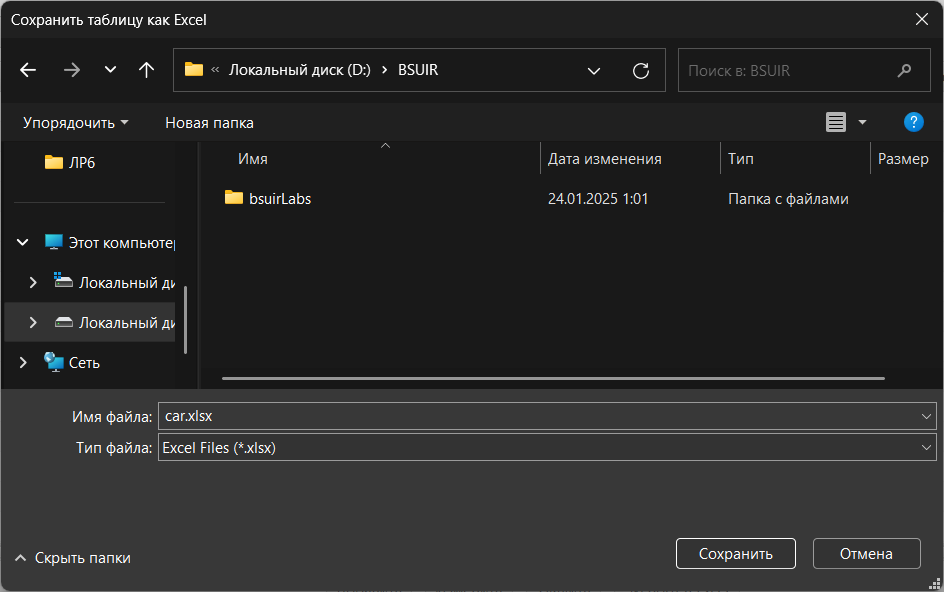 Сохранить таблицу как Excel
« Локальный диск (D:) › BSUIR
Поиск в: BSUIR
Упорядочить
Новая папка
ЛР6
Этот компьютер
Локальный ди
Локальный ди
Сеть
Имя
Дата изменения
Тип
Размер
bsuirLabs
24.01.2025 1:01
Папка с файлами
Имя файла: car.xlsx
Тип файла: Excel Files (*.xlsx)
Скрыть папки
Сохранить
Отмена